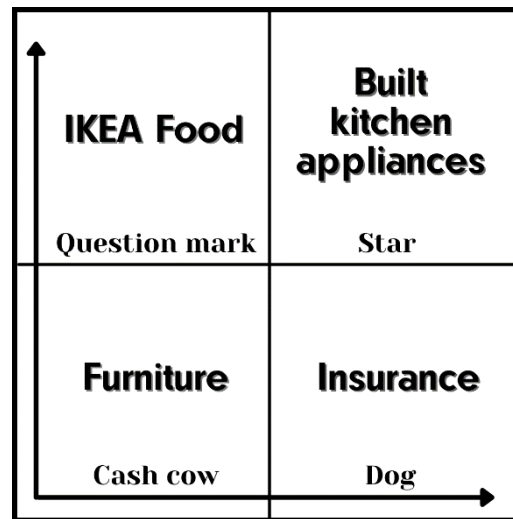 IKEA Food
Question mark
Built
kitchen
appliances
Star
Furniture
Cash cow
Insurance
Dog